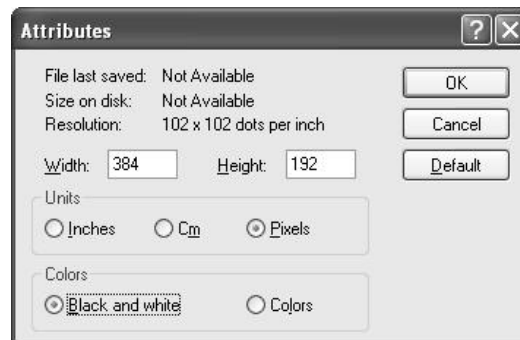 Attributes
File last saved: Not Available
Size on disk: Not Available
Resolution: 102 x 102 dots per inch
Width: 384 Height: 192
Units
Inches Cm Pixels
Colors
Black and white Colors
OK
Cancel
Default